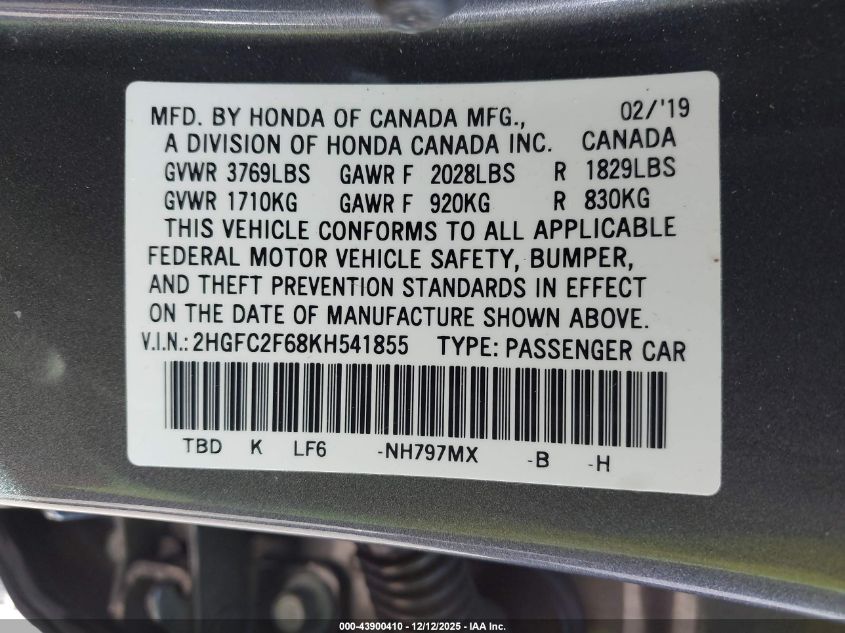 MFD. BY HONDA OF CANADA MFG., 02/'19
A DIVISION OF HONDA CANADA INC. CANADA
GVWR 3769LBS GAWR F 2028LBS R 1829LBS
GVWR 1710KG GAWR F 920KG R 830KG
THIS VEHICLE CONFORMS TO ALL APPLICABLE
FEDERAL MOTOR VEHICLE SAFETY, BUMPER,
AND THEFT PREVENTION STANDARDS IN EFFECT
ON THE DATE OF MANUFACTURE SHOWN ABOVE.
V.I.N.: 2HGFC2F68KH541855 TYPE: PASSENGER CAR
TBD K LF6 -NH797MX -B -H
000-43900410 - 12/12/2025 - IAA Inc.